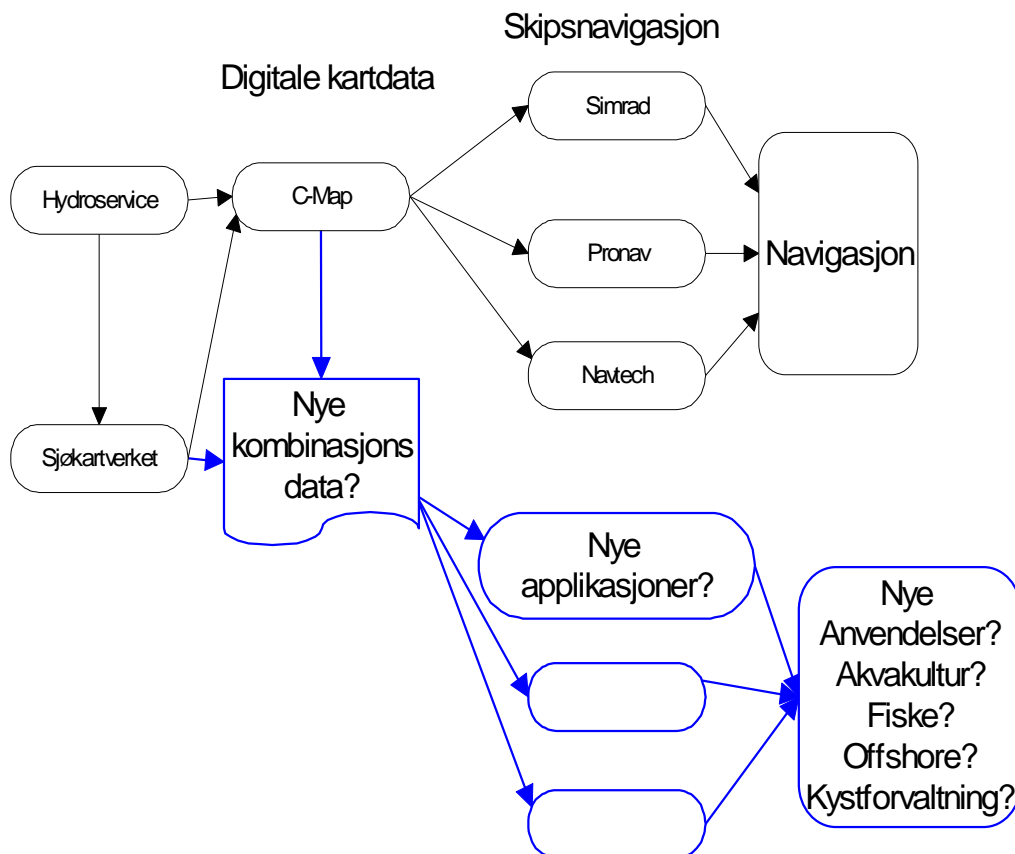 Skipsnavigasjon
Digitale kartdata
Simrad
Hydroservice
C-Map
Pronav
Navigasjon
Navtech
Sjøkartverket
Nye
kombinasjons
data?
Nye
applikasjoner?
Nye
Anvendelser?
Akvakultur?
Fiske?
Offshore?
Kystforvaltning?